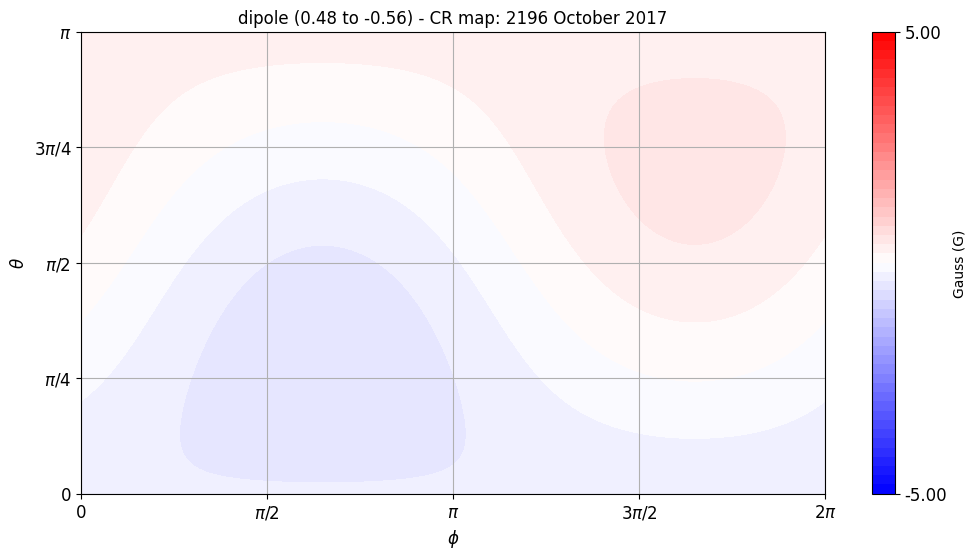 dipole (0.48 to -0.56) - CR map: 2196 October 2017
π
3π/4
π/2
π/4
0
θ
0
π/2
π
3π/2
2π
ϕ
5.00
-5.00
Gauss (G)